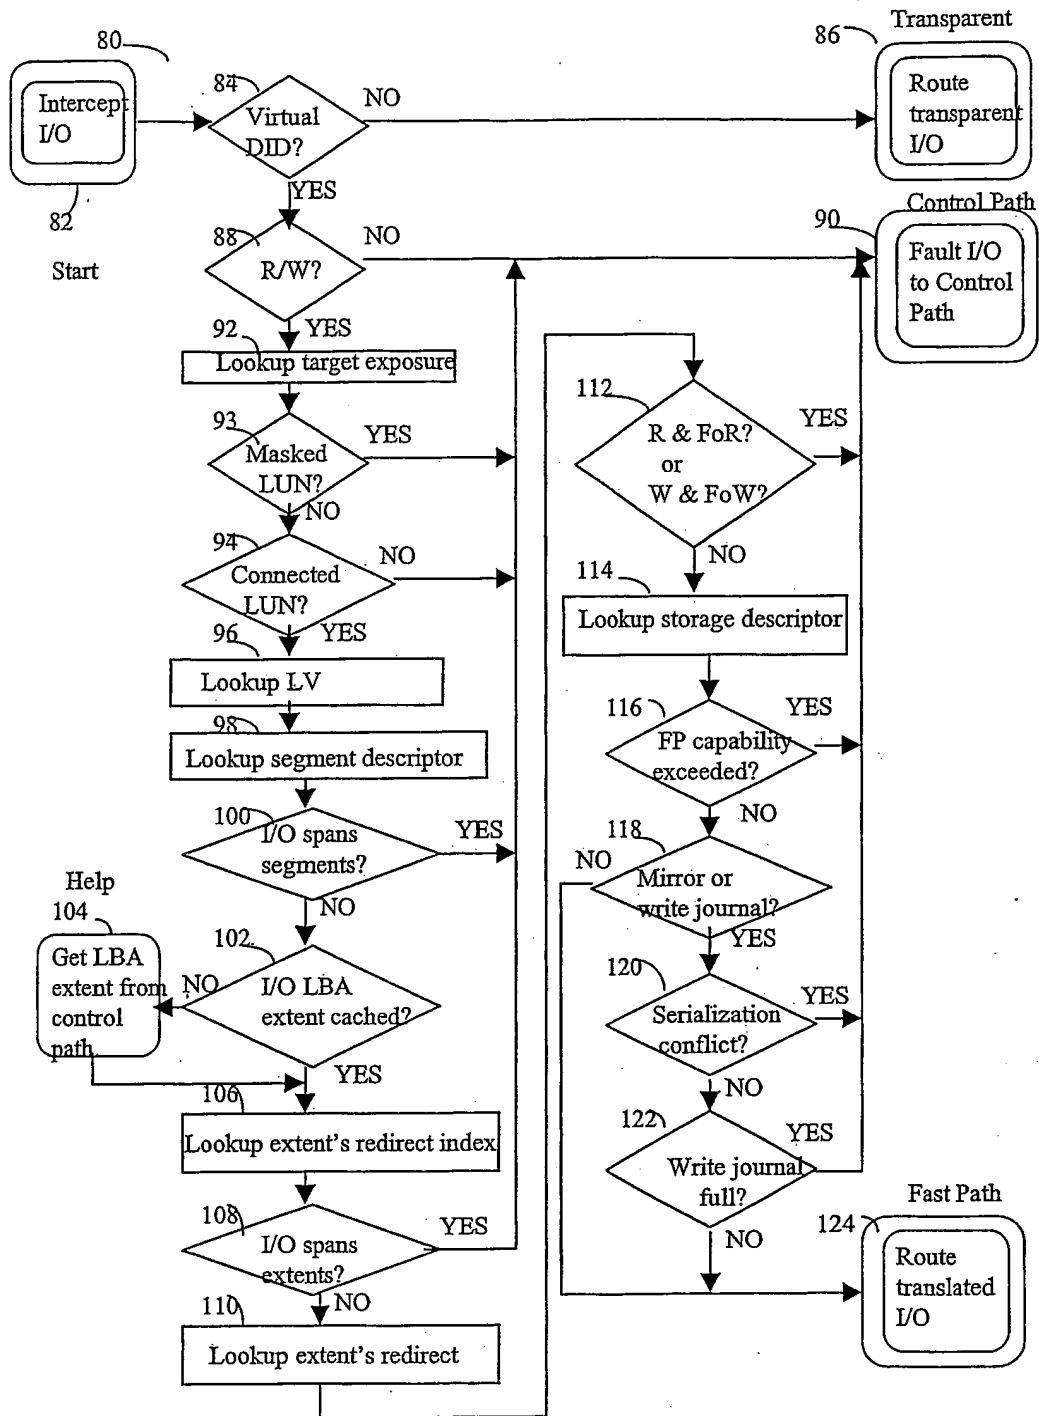 80
Intercept
I/O
82
Start
84
Virtual
DID?
NO
YES
86
Transparent
Route
transparent
I/O
88
R/W?
NO
YES
90
Control Path
Fault I/O
to Control
Path
92
Lookup target exposure
93
Masked
LUN?
YES
NO
94
Connected
LUN?
NO
YES
96
Lookup LV
98
Lookup segment descriptor
100
I/O spans
segments?
YES
NO
102
I/O LBA
extent cached?
NO
YES
Help
104
Get LBA
extent from
control
path
106
Lookup extent's redirect index
108
I/O spans
extents?
YES
NO
110
Lookup extent's redirect
112
R & FoR?
or
W & FoW?
YES
NO
114
Lookup storage descriptor
116
FP capability
exceeded?
YES
NO
118
Mirror or
write journal?
NO
YES
120
Serialization
conflict?
YES
NO
122
Write journal
full?
YES
NO
Fast Path
124
Route
translated
I/O